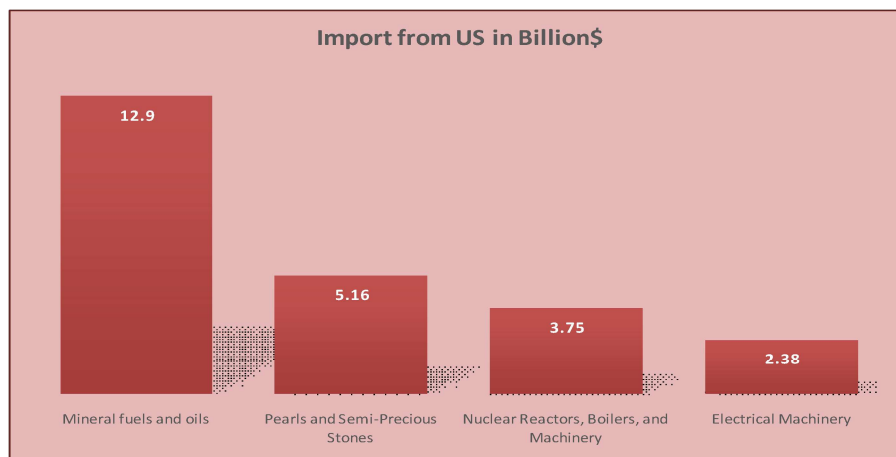 Import from US in Billion$
12.9
5.16
3.75
2.38
Mineral fuels and oils
Pearls and Semi-Precious
Stones
Nuclear Reactors, Boilers, and
Machinery
Electrical Machinery